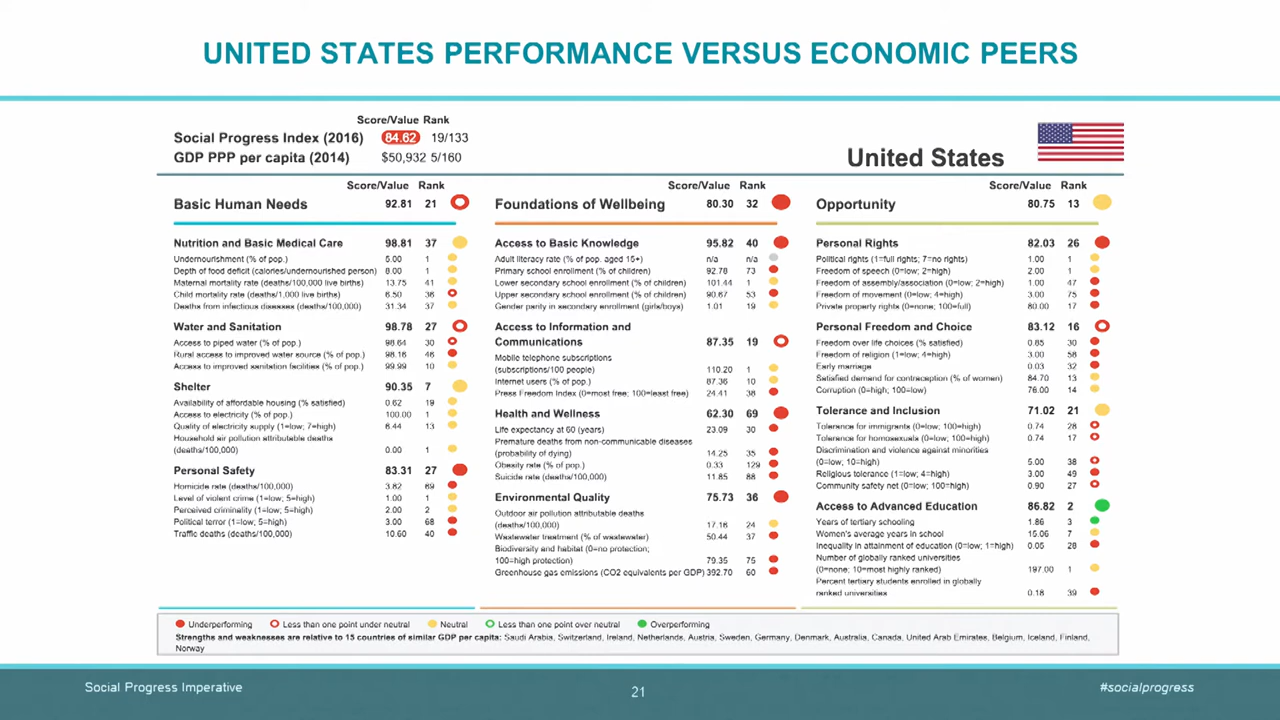 UNITED STATES PERFORMANCE VERSUS ECONOMIC PEERS
Score/Value Rank
Social Progress Index (2016) 84.62 19/133
GDP PPP per capita (2014) $50,932 5/160
United States
Score/Value Rank
Basic Human Needs 92.81 21
Nutrition and Basic Medical Care 98.81 37
Undernourishment (% of pop.) 5.00 1
Depth of food deficit (calories/undernourished person) 8.00 1
Maternal mortality rate (deaths/100,000 live births) 13.75 41
Child mortality rate (deaths/1,000 live births) 6.50 36
Deaths from infectious diseases (deaths/100,000) 31.34 37
Water and Sanitation 98.78 27
Access to piped water (% of pop.) 98.64 30
Rural access to improved water source (% of pop.) 98.16 46
Access to improved sanitation facilities (% of pop.) 99.99 10
Shelter 90.35 7
Availability of affordable housing (% satisfied) 0.62 19
Access to electricity (% of pop.) 100.00 1
Quality of electricity supply (1=low; 7=high) 6.44 13
Household air pollution attributable deaths
(deaths/100,000) 0.00 1
Personal Safety 83.31 27
Homicide rate (deaths/100,000) 3.82 69
Level of violent crime (1=low; 5=high) 1.00 1
Perceived criminality (1=low; 5=high) 2.00 2
Political terror (1=low; 5=high) 3.00 68
Traffic deaths (deaths/100,000) 10.60 40
Score/Value Rank
Foundations of Wellbeing 80.30 32
Access to Basic Knowledge 95.82 40
Adult literacy rate (% of pop. aged 15+) n/a n/a
Primary school enrollment (% of children) 92.78 73
Lower secondary school enrollment (% of children) 101.44 1
Upper secondary school enrollment (% of children) 90.67 53
Gender parity in secondary enrollment (girls/boys) 1.01 19
Access to Information and
Communications 87.35 19
Mobile telephone subscriptions
(subscriptions/100 people) 110.20 1
Internet users (% of pop.) 87.36 10
Press Freedom Index (0=most free; 100=least free) 24.41 38
Health and Wellness 62.30 69
Life expectancy at 60 (years) 23.09 30
Premature deaths from non-communicable diseases
(probability of dying) 14.25 35
Obesity rate (% of pop.) 0.33 129
Suicide rate (deaths/100,000) 11.85 88
Environmental Quality 75.73 36
Outdoor air pollution attributable deaths
(deaths/100,000) 17.16 24
Wastewater treatment (% of wastewater) 50.44 37
Biodiversity and habitat (0=no protection;
100=high protection) 79.35 75
Greenhouse gas emissions (CO2 equivalents per GDP) 392.70 60
Score/Value Rank
Opportunity 80.75 13
Personal Rights 82.03 26
Political rights (1=full rights; 7=no rights) 1.00 1
Freedom of speech (0=low; 2=high) 2.00 1
Freedom of assembly/association (0=low; 2=high) 1.00 47
Freedom of movement (0=low; 4=high) 3.00 75
Private property rights (0=none; 100=full) 80.00 17
Personal Freedom and Choice 83.12 16
Freedom over life choices (% satisfied) 0.85 30
Freedom of religion (1=low; 4=high) 3.00 58
Early marriage 0.03 32
Satisfied demand for contraception (% of women) 84.70 13
Corruption (0=high; 100=low) 76.00 14
Tolerance and Inclusion 71.02 21
Tolerance for immigrants (0=low; 100=high) 0.74 28
Tolerance for homosexuals (0=low; 100=high) 0.74 17
Discrimination and violence against minorities
(0=low; 10=high) 5.00 38
Religious tolerance (1=low; 4=high) 3.00 49
Community safety net (0=low; 100=high) 0.90 27
Access to Advanced Education 86.82 2
Years of tertiary schooling 1.86 3
Women's average years in school 15.06 7
Inequality in attainment of education (0=low; 1=high) 0.05 28
Number of globally ranked universities
(0=none; 10=most highly ranked) 197.00 1
Percent tertiary students enrolled in globally
ranked universities 0.18 39
Underperforming Less than one point under neutral Neutral Less than one point over neutral Overperforming
Strengths and weaknesses are relative to 15 countries of similar GDP per capita: Saudi Arabia, Switzerland, Ireland, Netherlands, Austria, Sweden, Germany, Denmark, Australia, Canada, United Arab Emirates, Belgium, Iceland, Finland,
Norway
Social Progress Imperative
21
#socialprogress